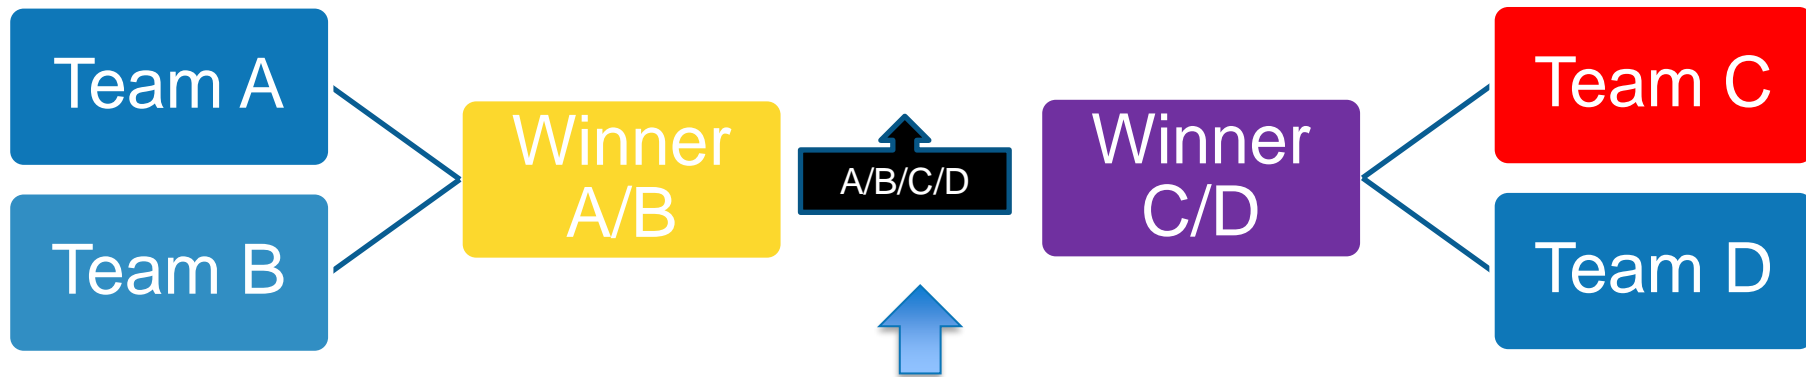 Team A
Team B
Winner
A/B
A/B/C/D
Winner
C/D
Team C
Team D